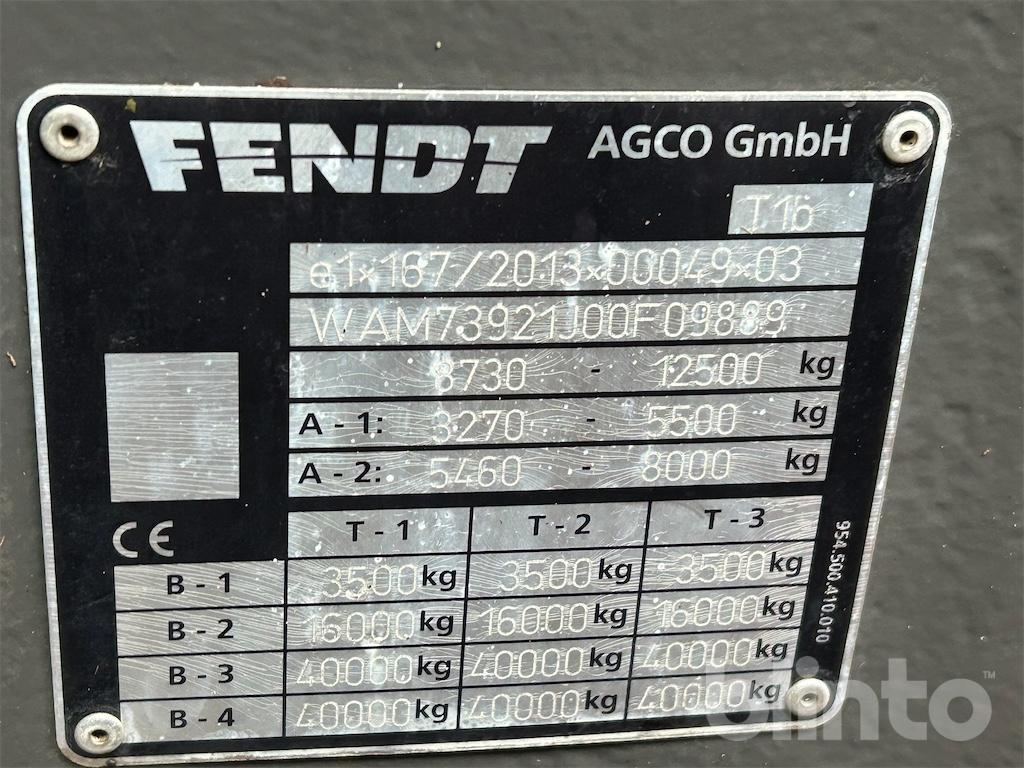 FENDT AGCO GmbH
T1b
e1*167/2013*00049*03
WAM73921J00F09889
8730 - 12500 kg
A - 1: 3270 - 5500 kg
A - 2: 5460 - 8000 kg
CE T - 1 T - 2 T - 3
B - 1 3500 kg 3500 kg 3500 kg
B - 2 16000 kg 16000 kg 16000 kg
B - 3 40000 kg 40000 kg 40000 kg
B - 4 40000 kg 40000 kg 40000 kg
954.500.410.010
blinto™